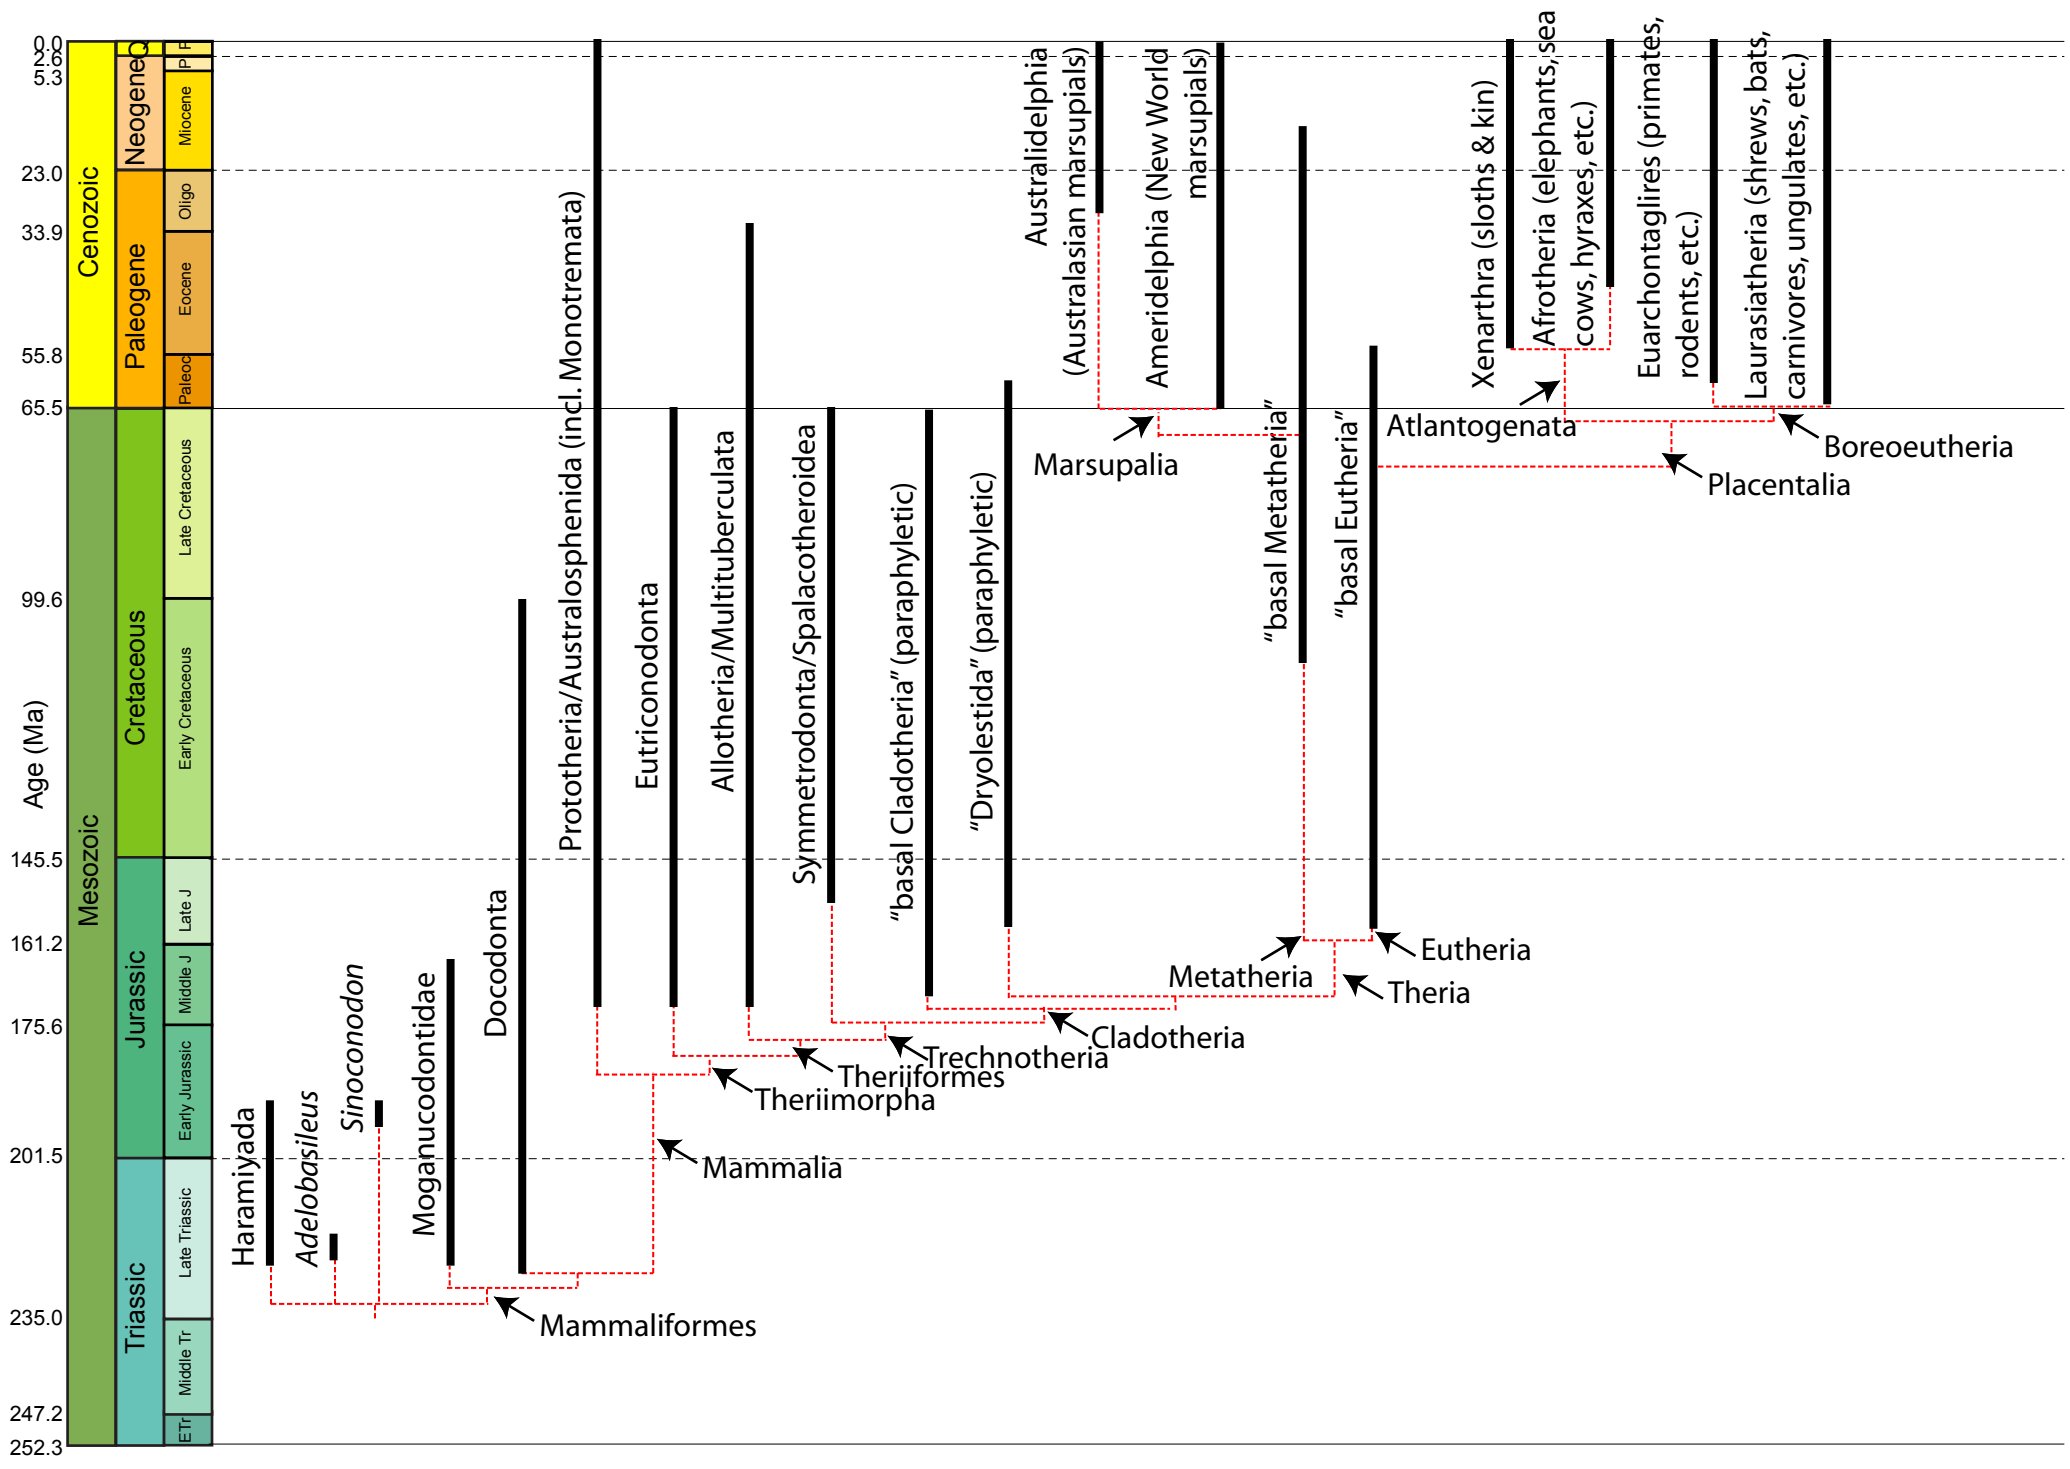 0.0
2.6
5.3
23.0
33.9
55.8
65.5
99.6
145.5
161.2
175.6
201.5
235.0
247.2
252.3
Age (Ma)
Cenozoic
Mesozoic
Q
Neogene
Paleogene
Cretaceous
Jurassic
Triassic
P
P
Miocene
Oligo
Eocene
Paleoc
Late Cretaceous
Early Cretaceous
Late J
Middle J
Early Jurassic
Late Triassic
Middle Tr
ETr
Haramiyada
Adelobasileus
Sinoconodon
Moganucodontidae
Docodonta
Prototheria/Australosphenida (incl. Monotremata)
Eutriconodonta
Allotheria/Multituberculata
Symmetrodonta/Spalacotheroidea
“basal Cladotheria” (paraphyletic)
“Dryolestida” (paraphyletic)
Australidelphia
(Australasian marsupials)
Ameridelphia (New World
marsupials)
“basal Metatheria”
“basal Eutheria”
Xenarthra (sloths & kin)
Afrotheria (elephants, sea
cows, hyraxes, etc.)
Euarchontaglires (primates,
rodents, etc.)
Laurasiatheria (shrews, bats,
carnivores, ungulates, etc.)
Atlantogenata
Boreoeutheria
Placentalia
Marsupalia
Eutheria
Metatheria
Theria
Cladotheria
Trechnotheria
Theriiformes
Theriimorpha
Mammalia
Mammaliformes